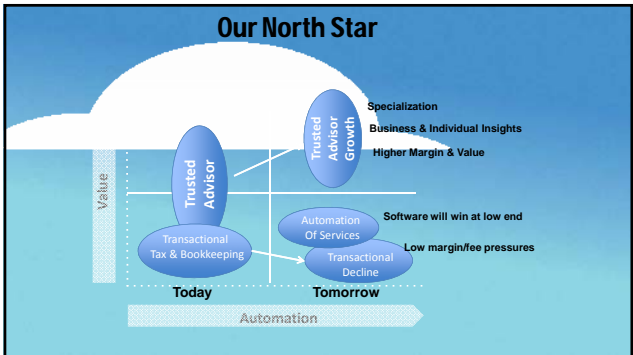 Our North Star
Specialization
Business & Individual Insights
Higher Margin & Value
Trusted
Advisor
Growth
Trusted
Advisor
Value
Automation
Of Services
Software will win at low end
Transactional
Tax & Bookkeeping
Low margin/fee pressures
Transactional
Decline
Today
Tomorrow
Automation